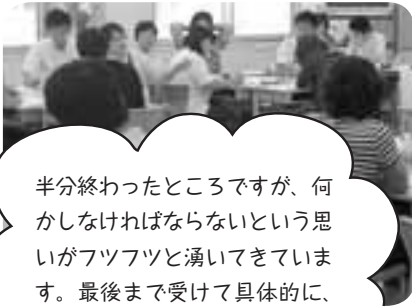 半分終わったところですが、何
かしなければならないという思
いがフツフツと湧いてきていま
す。最後まで受けて具体的に、